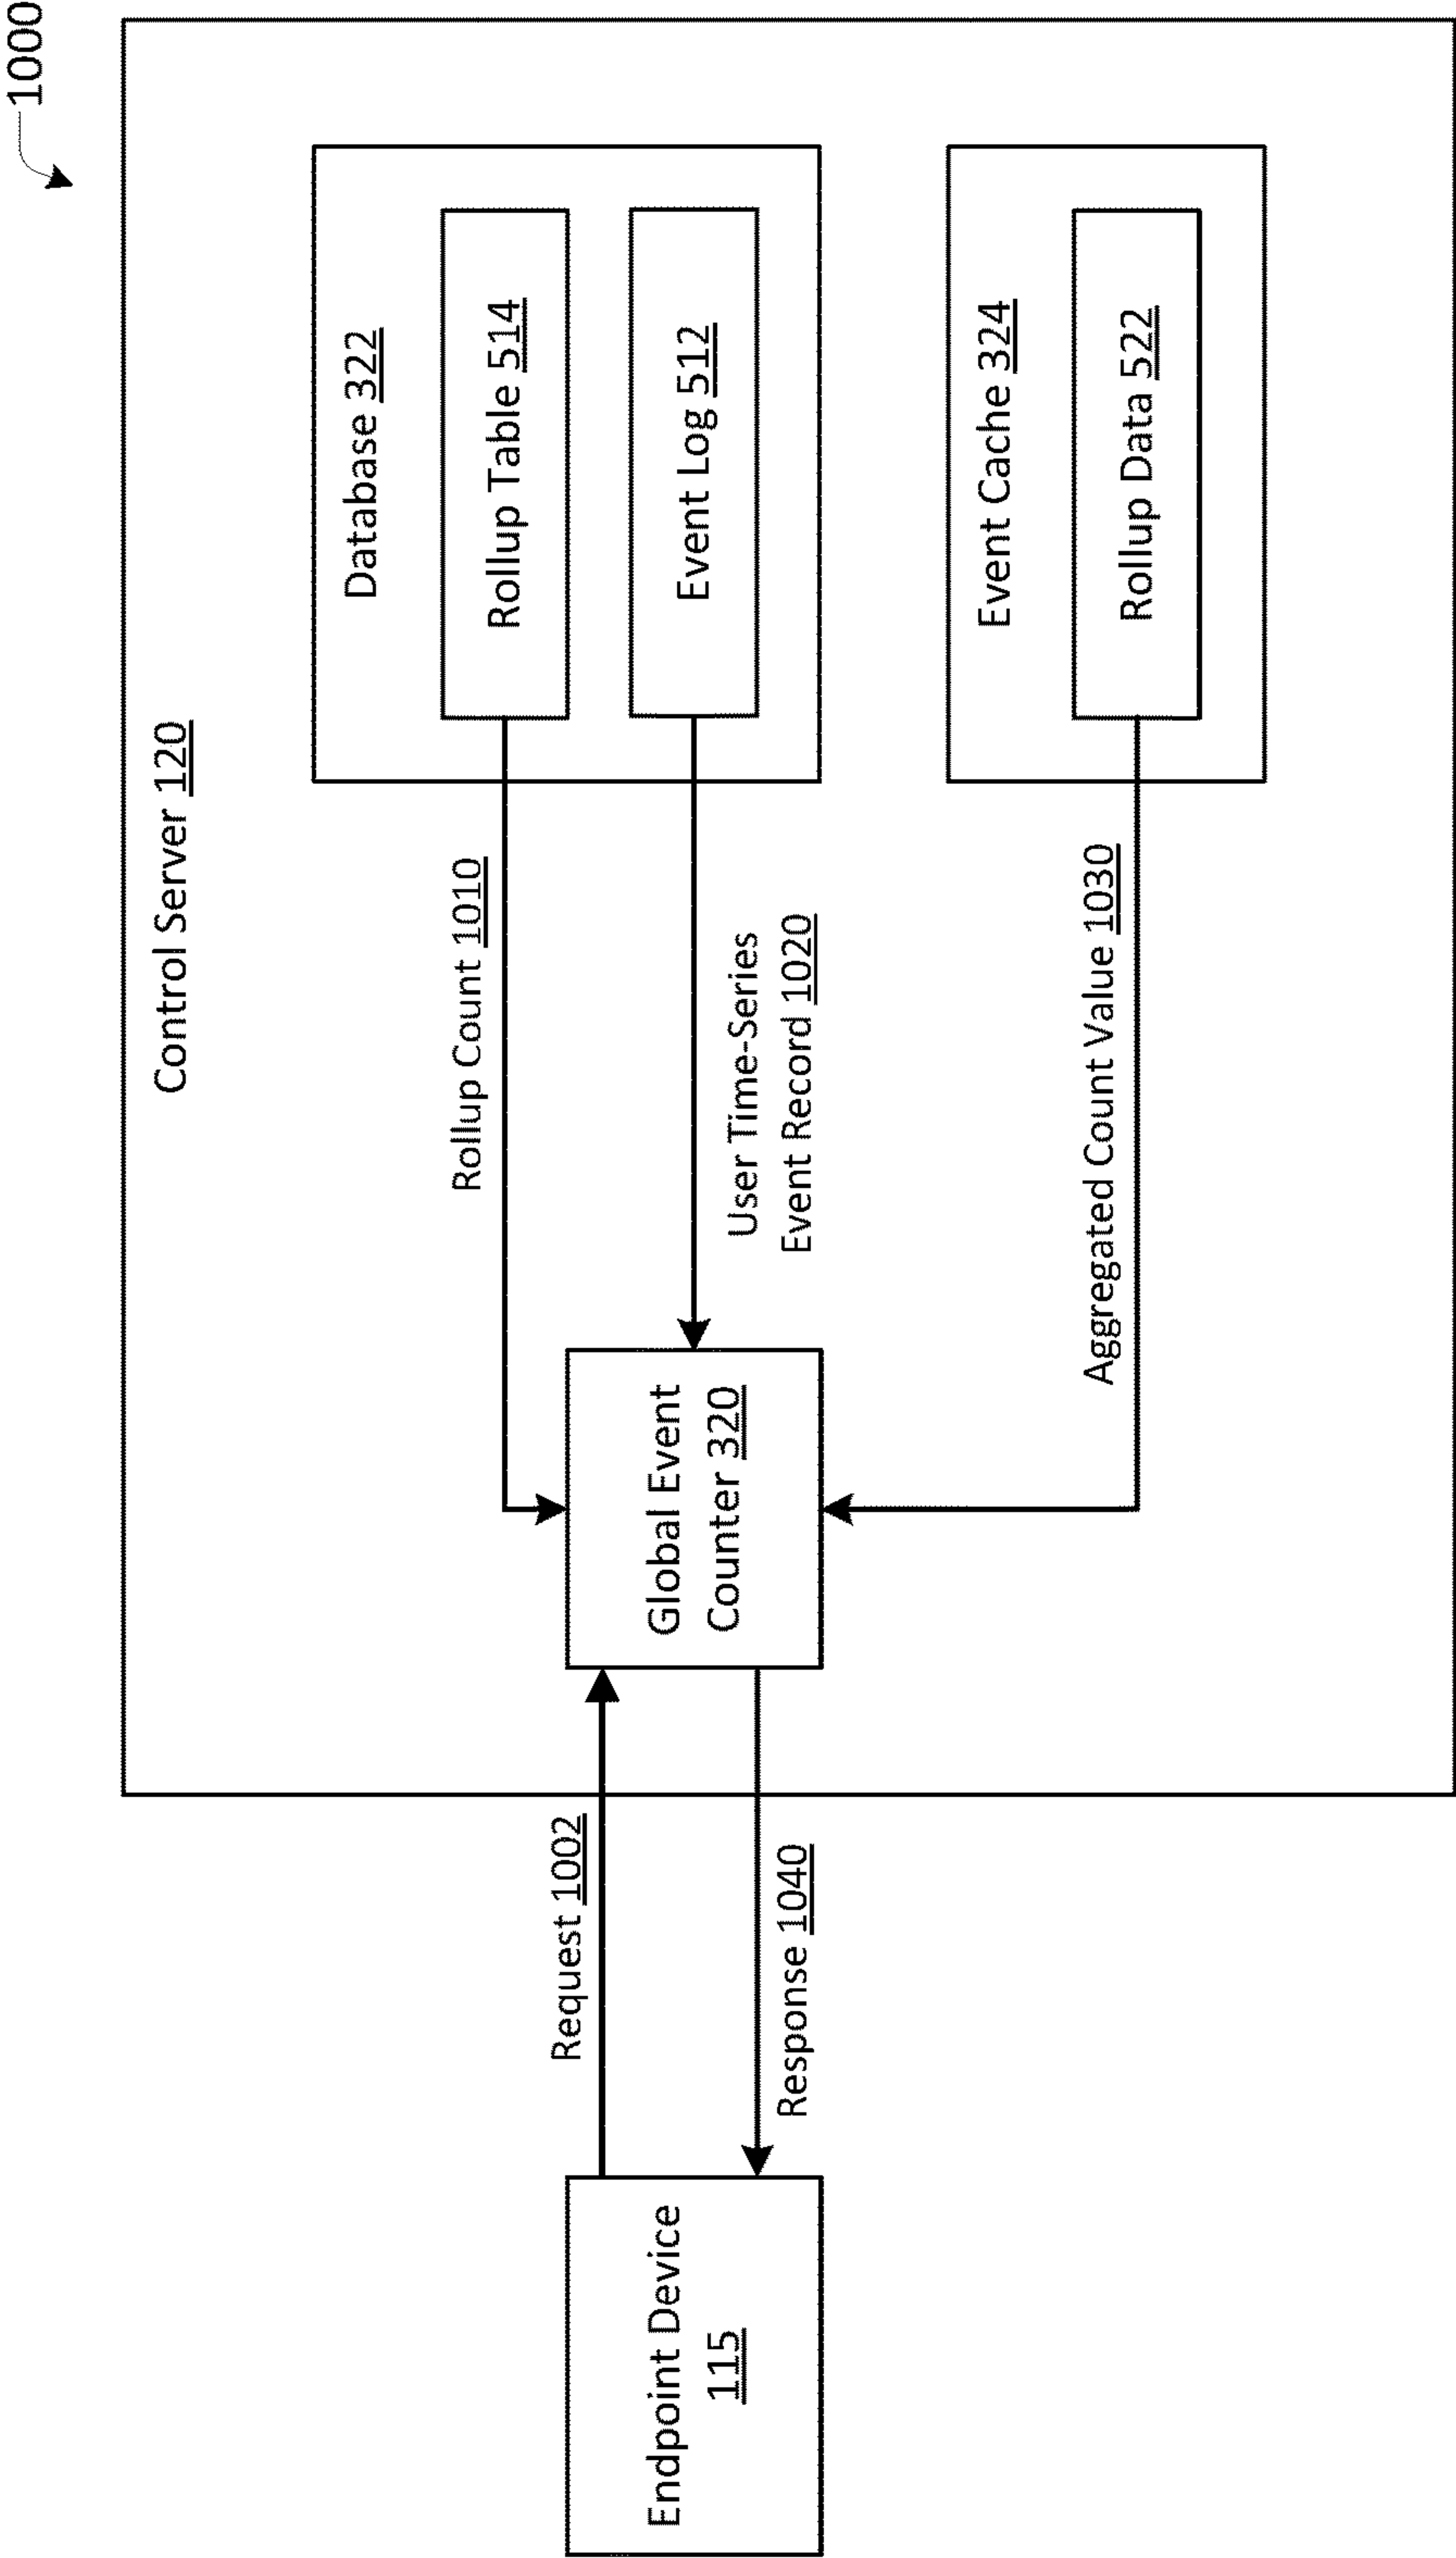 1000
Control Server 120
Database 322
Rollup Table 514
Rollup Count 1010
Event Log 512
User Time-Series
Event Record 1020
Request 1002
Endpoint Device
115
Global Event
Counter 320
Response 1040
Event Cache 324
Rollup Data 522
Aggregated Count Value 1030